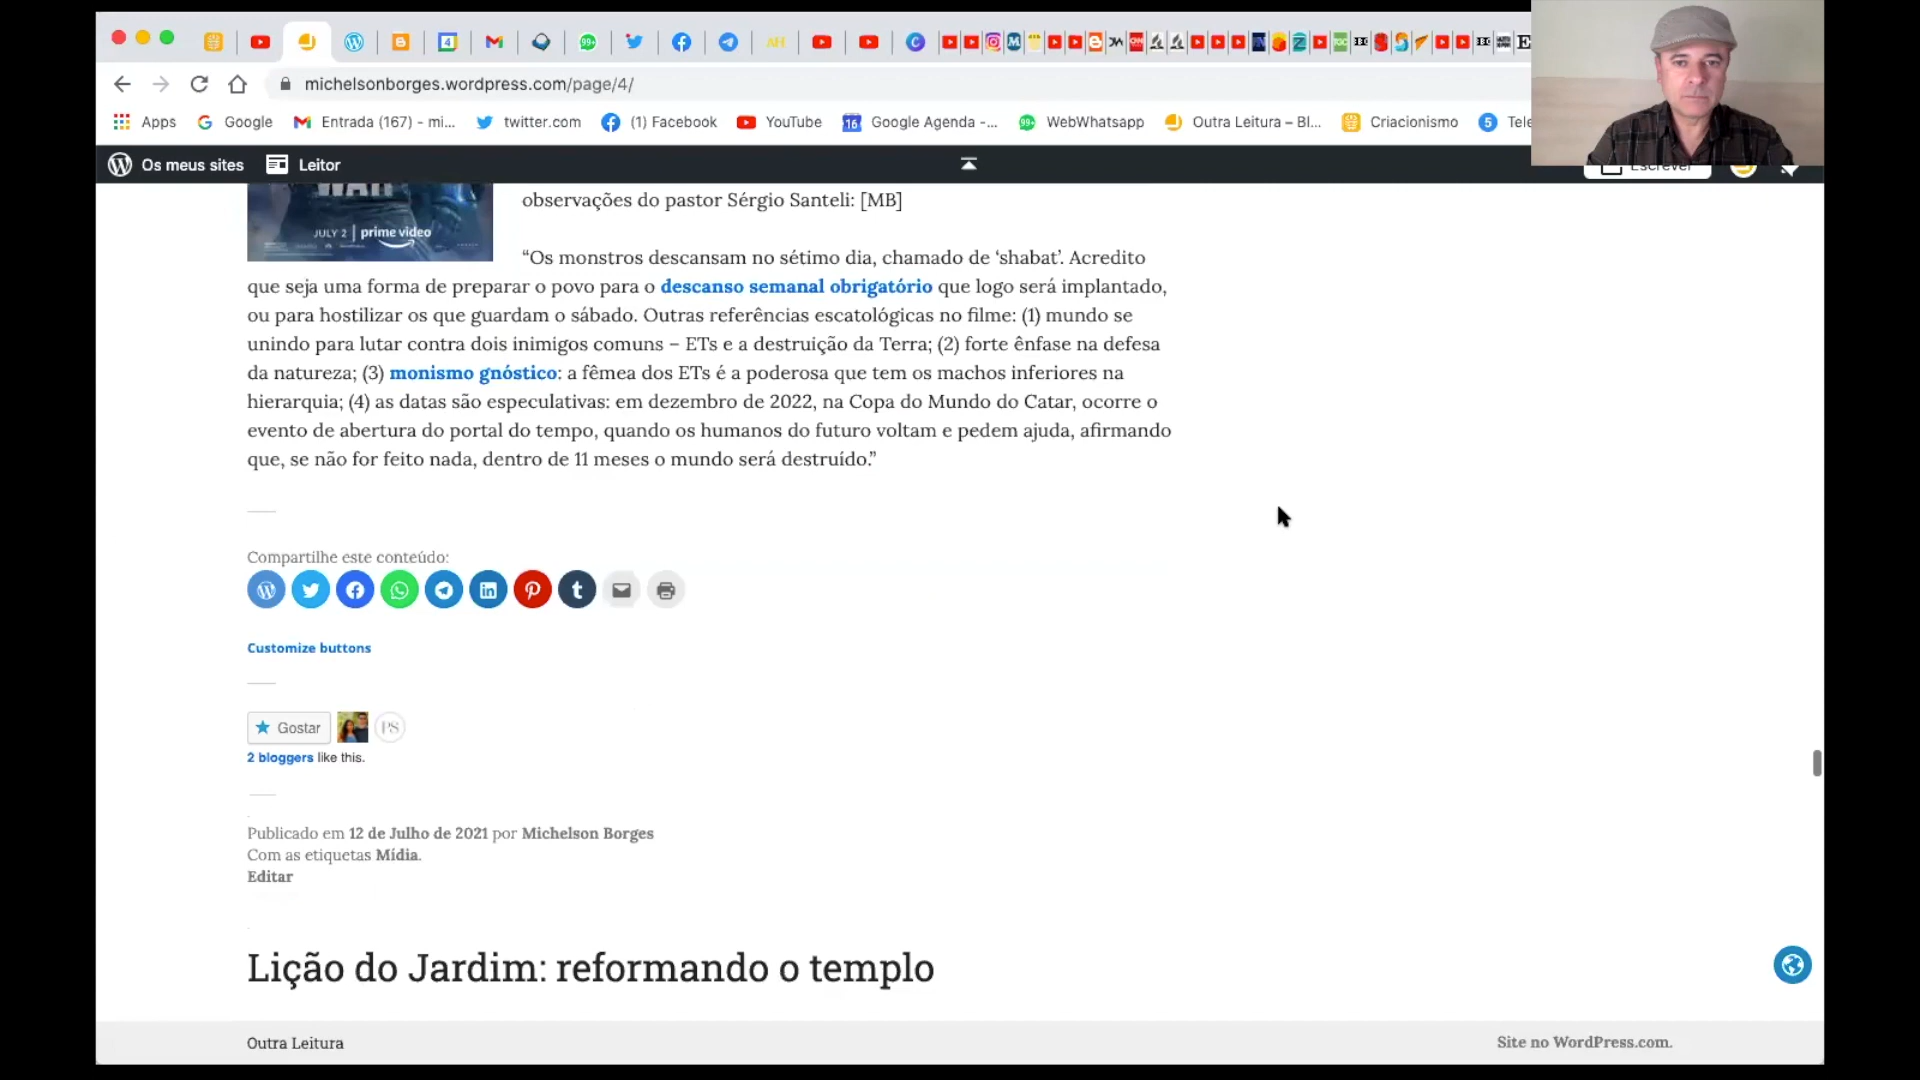 michelsonborges.wordpress.com/page/4/
Apps Google Entrada (167) - mi... twitter.com (1) Facebook YouTube Google Agenda -... WebWhatsapp Outra Leitura – Bl... Criacionismo
Os meus sites Leitor Escrever
WAR
JULY 2 | prime video
observações do pastor Sérgio Santeli: [MB]
“Os monstros descansam no sétimo dia, chamado de ‘shabat’. Acredito
que seja uma forma de preparar o povo para o descanso semanal obrigatório que logo será implantado,
ou para hostilizar os que guardam o sábado. Outras referências escatológicas no filme: (1) mundo se
unindo para lutar contra dois inimigos comuns – ETs e a destruição da Terra; (2) forte ênfase na defesa
da natureza; (3) monismo gnóstico: a fêmea dos ETs é a poderosa que tem os machos inferiores na
hierarquia; (4) as datas são especulativas: em dezembro de 2022, na Copa do Mundo do Catar, ocorre o
evento de abertura do portal do tempo, quando os humanos do futuro voltam e pedem ajuda, afirmando
que, se não for feito nada, dentro de 11 meses o mundo será destruído.”
Compartilhe este conteúdo:
Customize buttons
Gostar PS
2 bloggers like this.
Publicado em 12 de Julho de 2021 por Michelson Borges
Com as etiquetas Mídia.
Editar
Lição do Jardim: reformando o templo
Outra Leitura Site no WordPress.com.